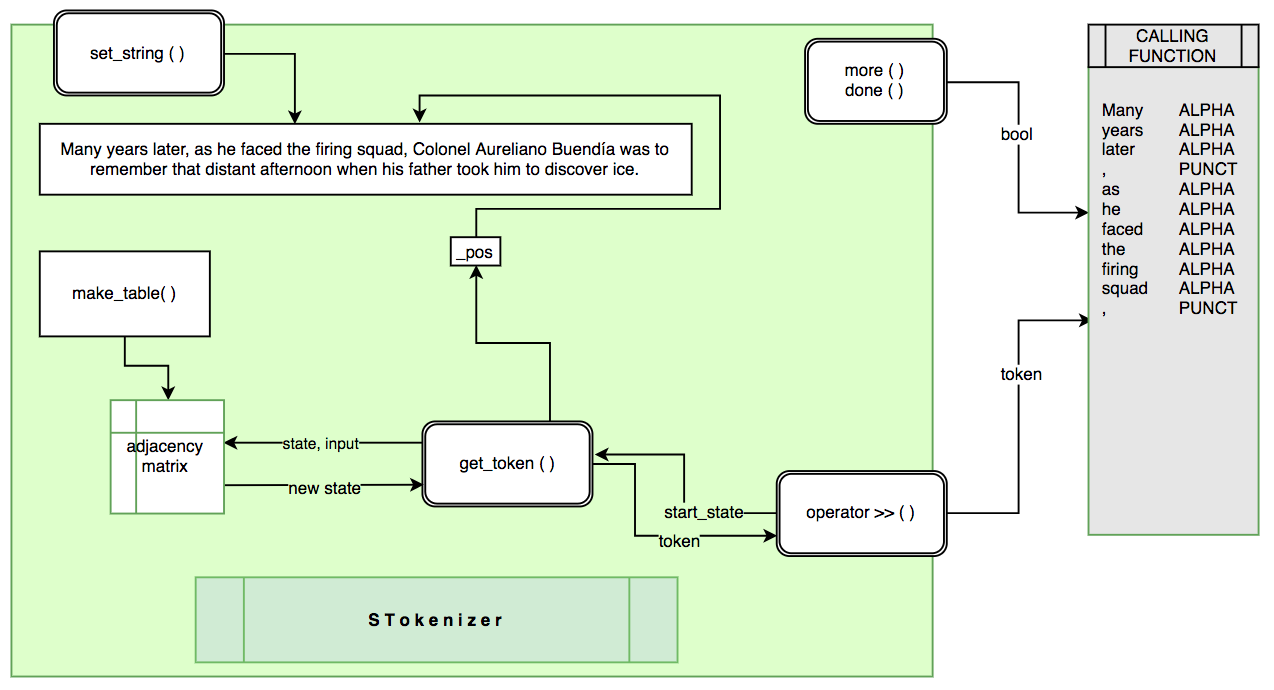 set_string ( )
more ( )
done ( )
CALLING
FUNCTION
Many years later, as he faced the firing squad, Colonel Aureliano Buendía was to
remember that distant afternoon when his father took him to discover ice.
bool
Many ALPHA
years ALPHA
later ALPHA
, PUNCT
as ALPHA
he ALPHA
faced ALPHA
the ALPHA
firing ALPHA
squad ALPHA
, PUNCT
_pos
make_table( )
token
adjacency
matrix
state, input
new state
get_token ( )
start_state
token
operator >> ( )
STokenizer